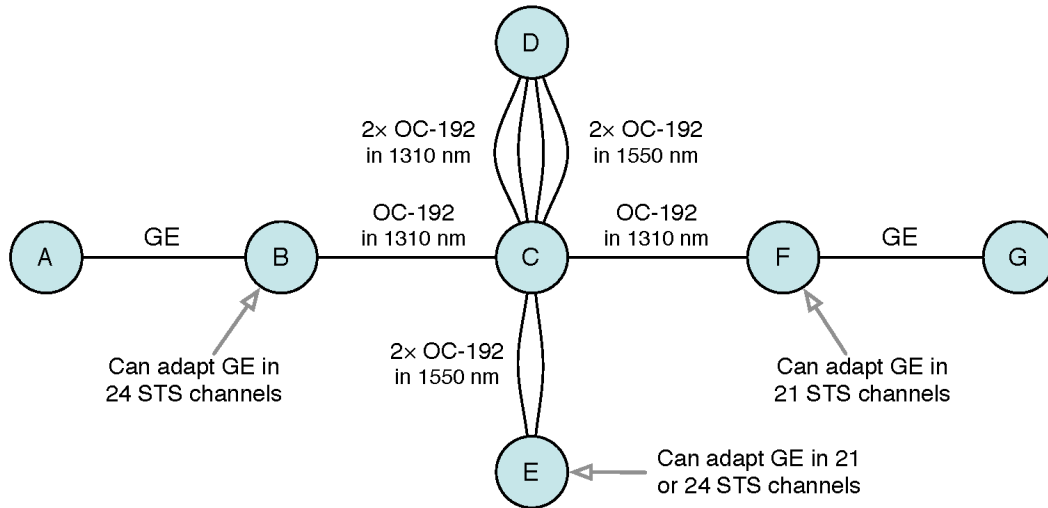 D
2× OC-192
in 1310 nm
2× OC-192
in 1550 nm
A
GE
B
OC-192
in 1310 nm
C
OC-192
in 1310 nm
F
GE
G
Can adapt GE in
24 STS channels
2× OC-192
in 1550 nm
Can adapt GE in
21 STS channels
E
Can adapt GE in 21
or 24 STS channels